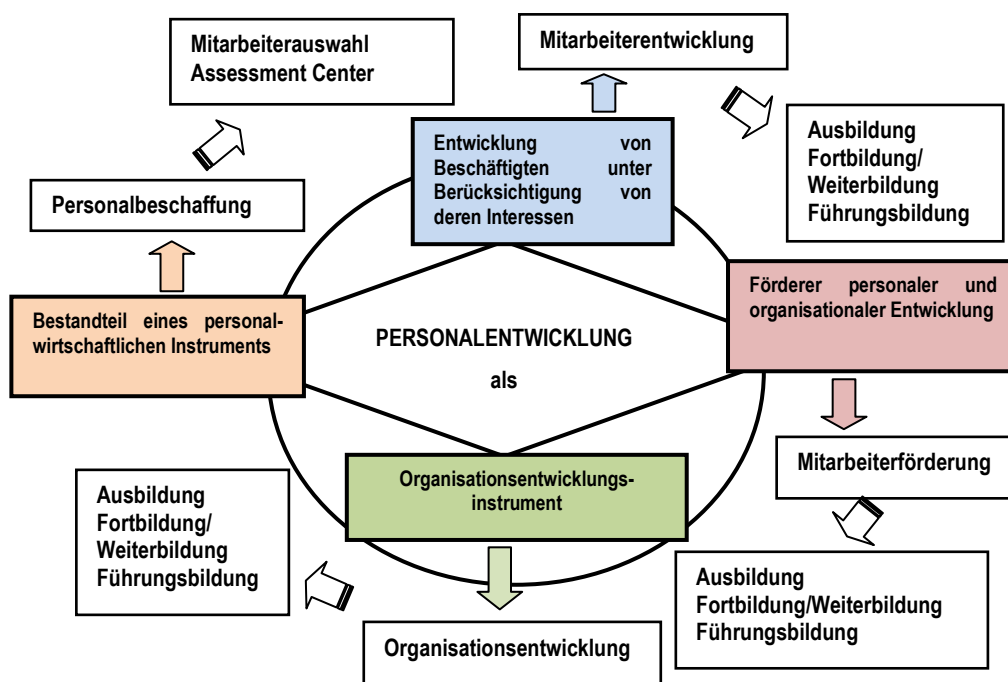 Mitarbeiterauswahl
Assessment Center
Mitarbeiterentwicklung
Ausbildung
Fortbildung/
Weiterbildung
Führungsbildung
Entwicklung von
Beschäftigten unter
Berücksichtigung von
deren Interessen
Personalbeschaffung
Bestandteil eines personal-
wirtschaftlichen Instruments
Förderer personaler und
organisationaler Entwicklung
PERSONALENTWICKLUNG
als
Organisationsentwicklungs-
instrument
Mitarbeiterförderung
Ausbildung
Fortbildung/
Weiterbildung
Führungsbildung
Ausbildung
Fortbildung/Weiterbildung
Führungsbildung
Organisationsentwicklung